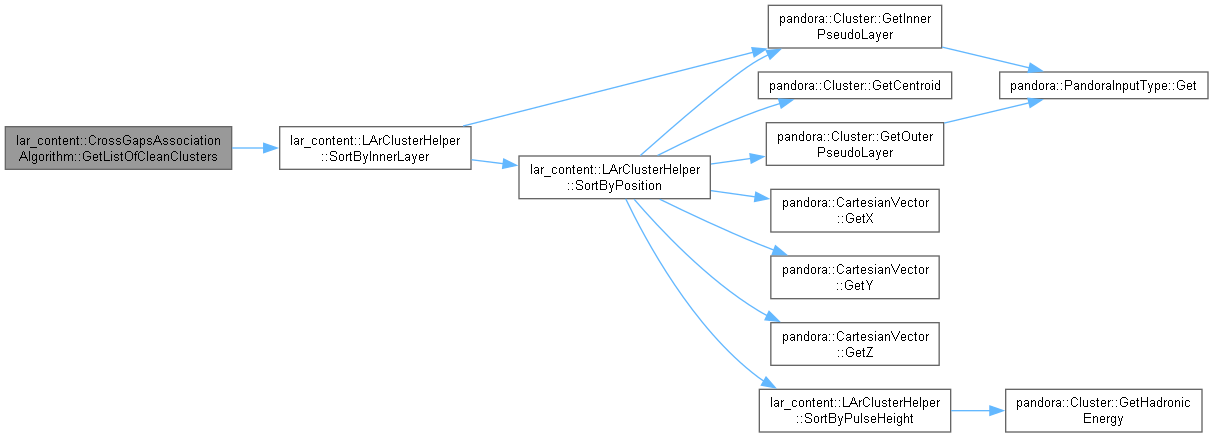 lar_content::CrossGapsAssociation
Algorithm::GetListOfCleanClusters
lar_content::LArClusterHelper
::SortByInnerLayer
lar_content::LArClusterHelper
::SortByPosition
pandora::Cluster::GetInner
PseudoLayer
pandora::Cluster::GetCentroid
pandora::Cluster::GetOuter
PseudoLayer
pandora::CartesianVector
::GetX
pandora::CartesianVector
::GetY
pandora::CartesianVector
::GetZ
lar_content::LArClusterHelper
::SortByPulseHeight
pandora::PandoraInputType::Get
pandora::Cluster::GetHadronic
Energy